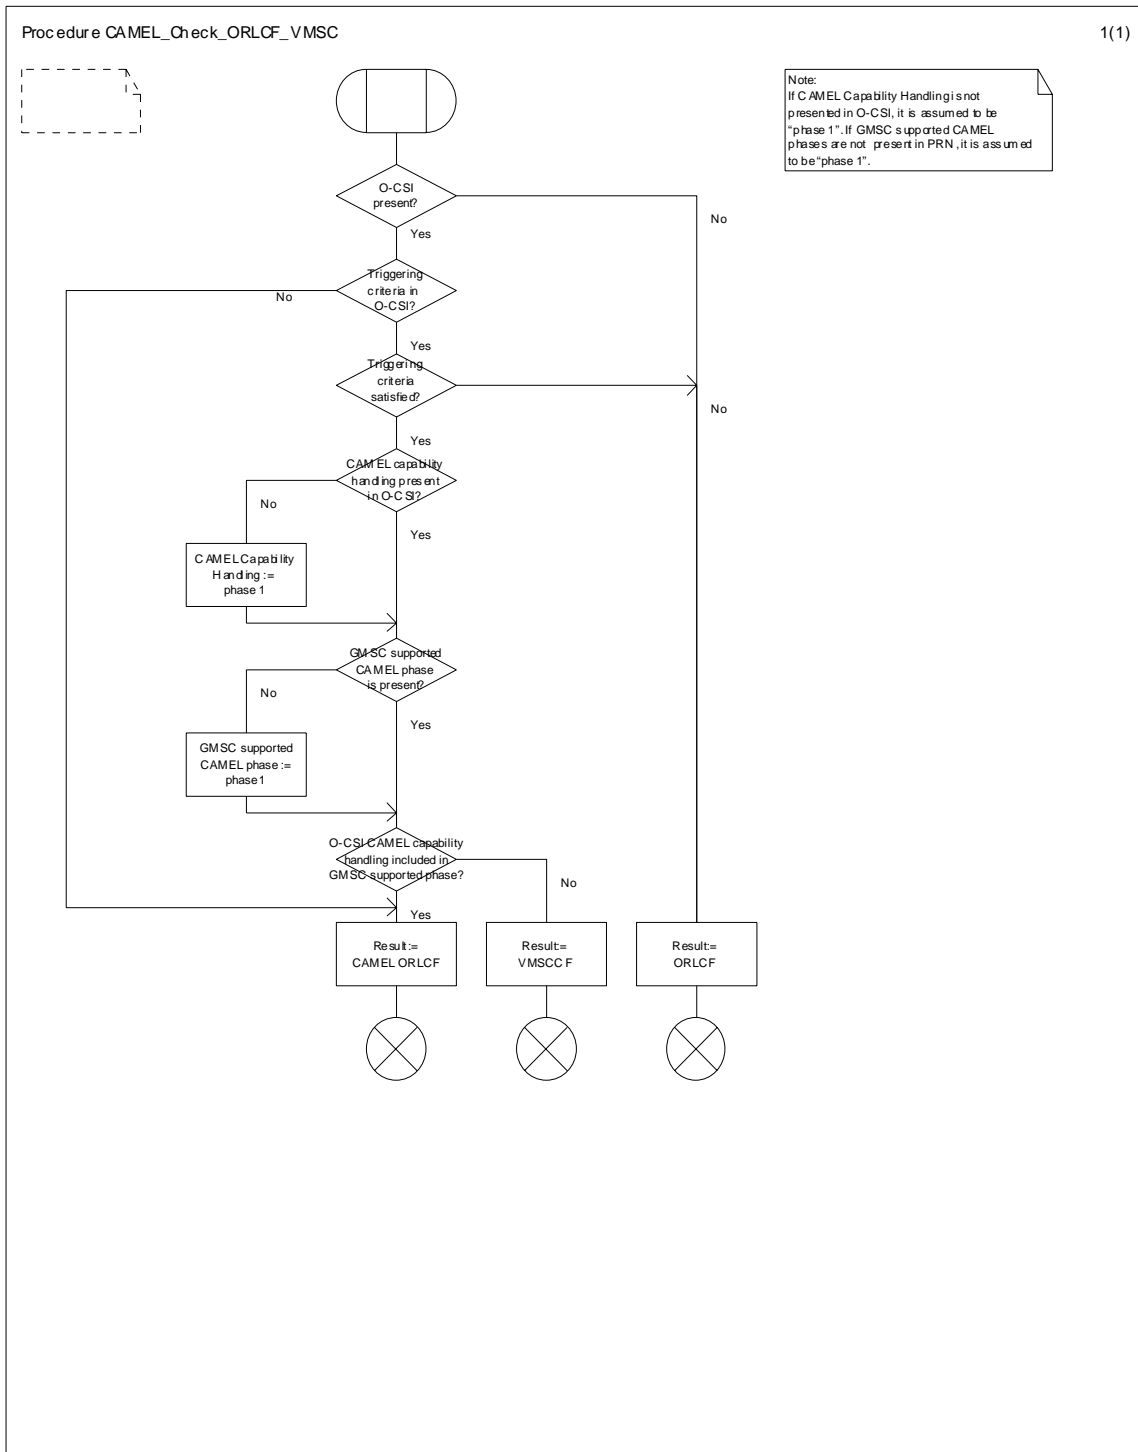 Procedure CAMEL_Check_ORLCF_VMSC
1(1)
Note:
If CAMEL Capability Handling is not
presented in O-CSI, it is assumed to be
“phase 1”. If GMSC supported CAMEL
phases are not present in PRN, it is assumed
to be “phase 1”.
O-CSI
present?
No
Yes
Triggering
criteria in
O-CSI?
No
Yes
Triggering
criteria
satisfied?
No
Yes
CAMEL capability
handling present
in O-CSI?
No
Yes
CAMEL Capability
Handling :=
phase 1
GMSC supported
CAMEL phase
is present?
No
Yes
GMSC supported
CAMEL phase :=
phase 1
O-CSI CAMEL capability
handling included in
GMSC supported phase?
No
Yes
Result:=
CAMEL ORLCF
Result:=
VMSCCF
Result:=
ORLCF